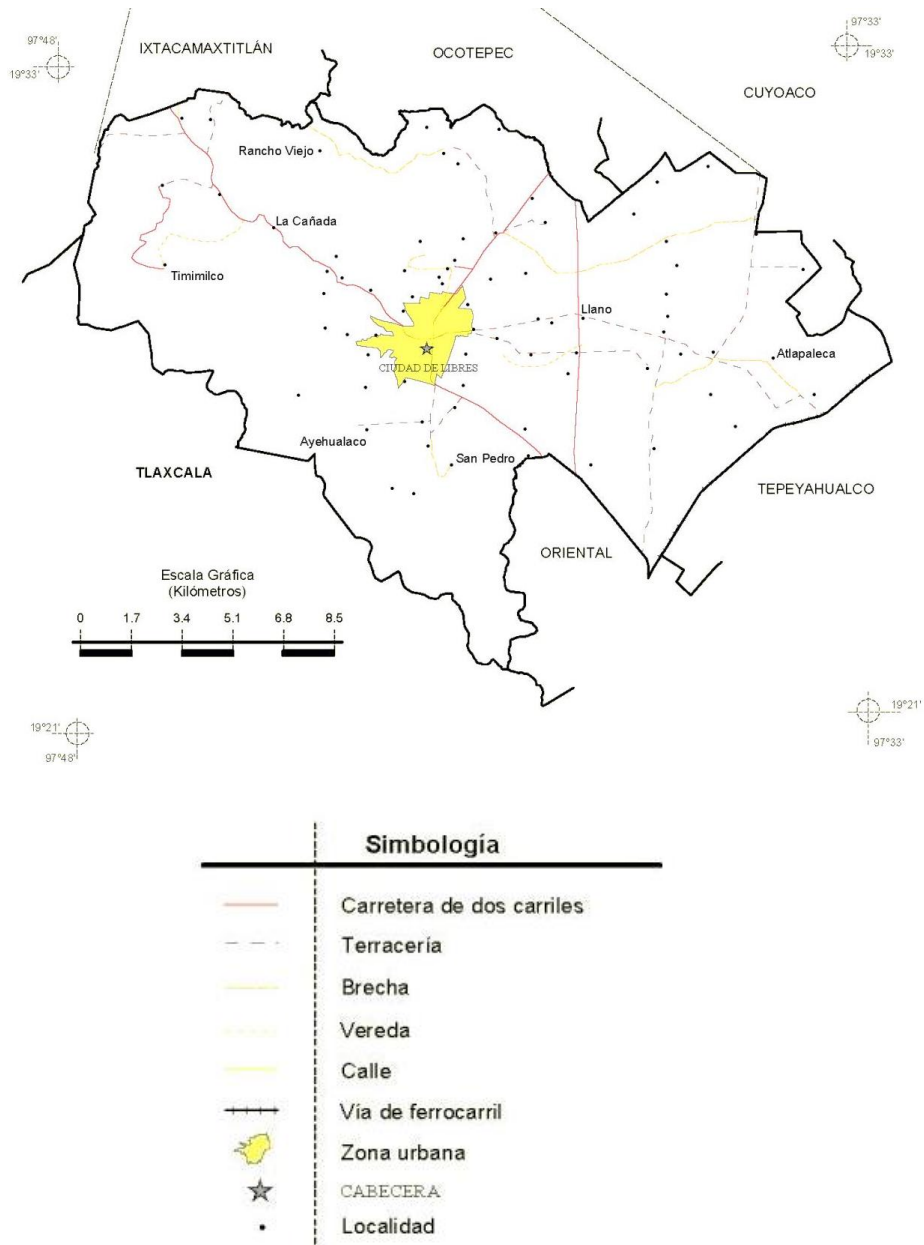 IXTACAMAXTITLÁN
OCOTEPEC
CUYOACO
97°48'
19°33'
97°33'
19°33'
Rancho Viejo
La Cañada
Timimilco
Llano
Atlapaleca
CIUDAD DE LIBRES
Ayehualaco
San Pedro
TLAXCALA
TEPEYAHUALCO
ORIENTAL
Escala Gráfica
(Kilómetros)
0 1.7 3.4 5.1 6.8 8.5
19°21'
97°48'
19°21'
97°33'
Simbología
Carretera de dos carriles
Terracería
Brecha
Vereda
Calle
Vía de ferrocarril
Zona urbana
CABECERA
Localidad